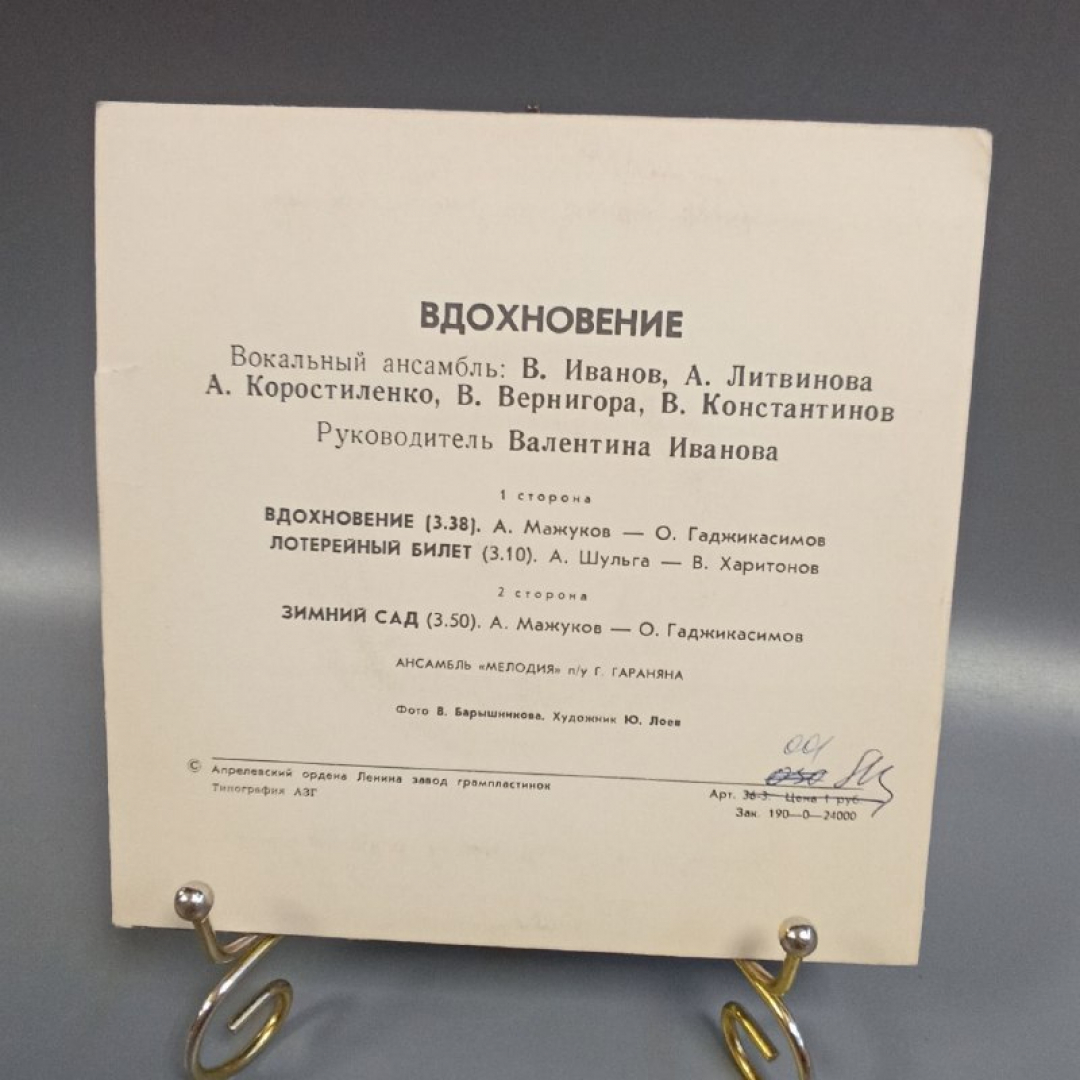 ВДОХНОВЕНИЕ
Вокальный ансамбль: В. Иванов, А. Литвинова
А. Коростиленко, В. Вернигора, В. Константинов
Руководитель Валентина Иванова
1 сторона
ВДОХНОВЕНИЕ (3.38). А. Мажуков — О. Гаджикасимов
ЛОТЕРЕЙНЫЙ БИЛЕТ (3.10). А. Шульга — В. Харитонов
2 сторона
ЗИМНИЙ САД (3.50). А. Мажуков — О. Гаджикасимов
АНСАМБЛЬ «МЕЛОДИЯ» п/у Г. ГАРАНЯНА
Фото В. Барышникова. Художник Ю. Лоев
© Апрелевский ордена Ленина завод грампластинок
Типография АЗГ
Арт. 36-3. Цена 1 руб.
Зак. 190—0—24000